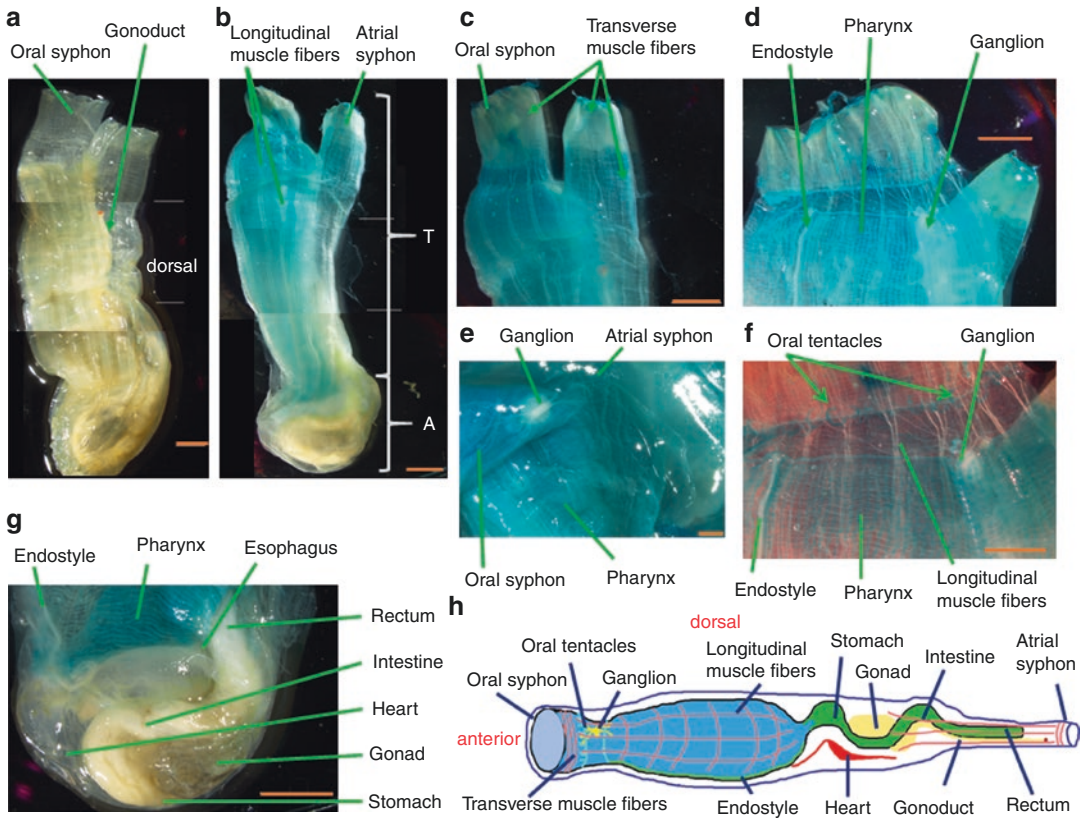 a
Gonoduct
Oral syphon
dorsal
b
Longitudinal
muscle fibers
Atrial
syphon
T
A
c
Oral syphon
Transverse
muscle fibers
d
Endostyle
Pharynx
Ganglion
e
Ganglion
Atrial syphon
Oral syphon
Pharynx
f
Oral tentacles
Ganglion
Endostyle
Pharynx
Longitudinal
muscle fibers
g
Endostyle
Pharynx
Esophagus
Rectum
Intestine
Heart
Gonad
Stomach
h
dorsal
Oral syphon
Oral tentacles
Ganglion
Longitudinal
muscle fibers
Stomach
Gonad
Intestine
Atrial
syphon
anterior
Transverse muscle fibers
Endostyle
Heart
Gonoduct
Rectum